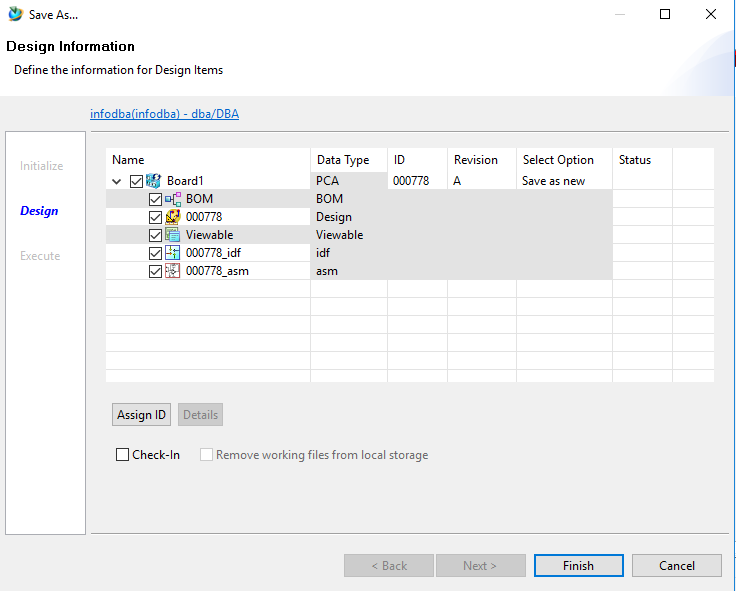 Save As...
Design Information
Define the information for Design Items
infodba(infodba) - dba/DBA
Initialize
Design
Execute
Name Data Type ID Revision Select Option Status
Board1 PCA 000778 A Save as new
BOM BOM
000778 Design
Viewable Viewable
000778_idf idf
000778_asm asm
Assign ID Details
Check-In Remove working files from local storage
< Back Next > Finish Cancel